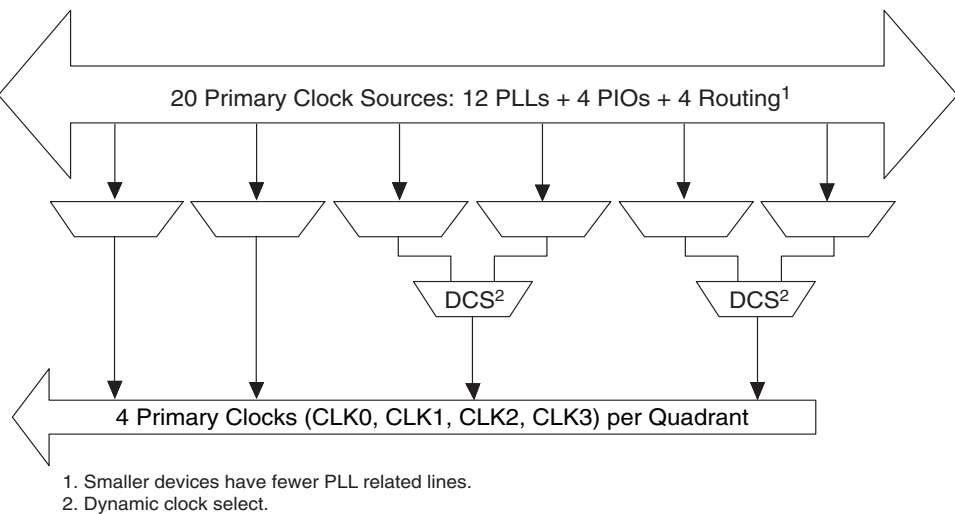 20 Primary Clock Sources: 12 PLLs + 4 PIOs + 4 Routing¹
DCS² DCS²
4 Primary Clocks (CLK0, CLK1, CLK2, CLK3) per Quadrant
1. Smaller devices have fewer PLL related lines.
2. Dynamic clock select.